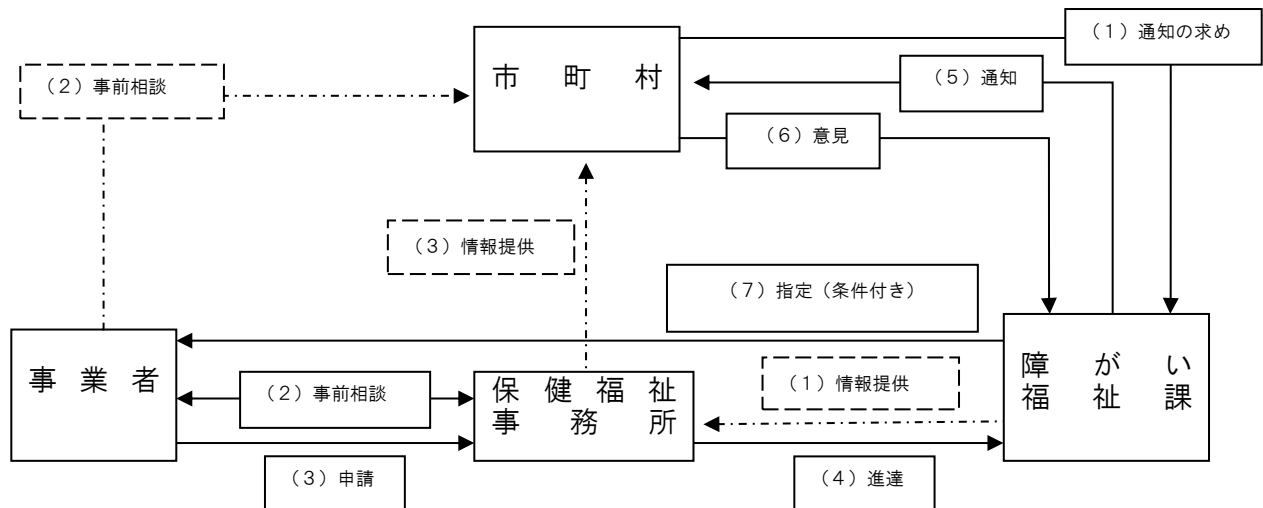 （１）通知の求め
市町村
（２）事前相談
（５）通知
（６）意見
（３）情報提供
（７）指定（条件付き）
事業者
（２）事前相談
保健福祉
事務所
（１）情報提供
障がい
福祉課
（３）申請
（４）進達